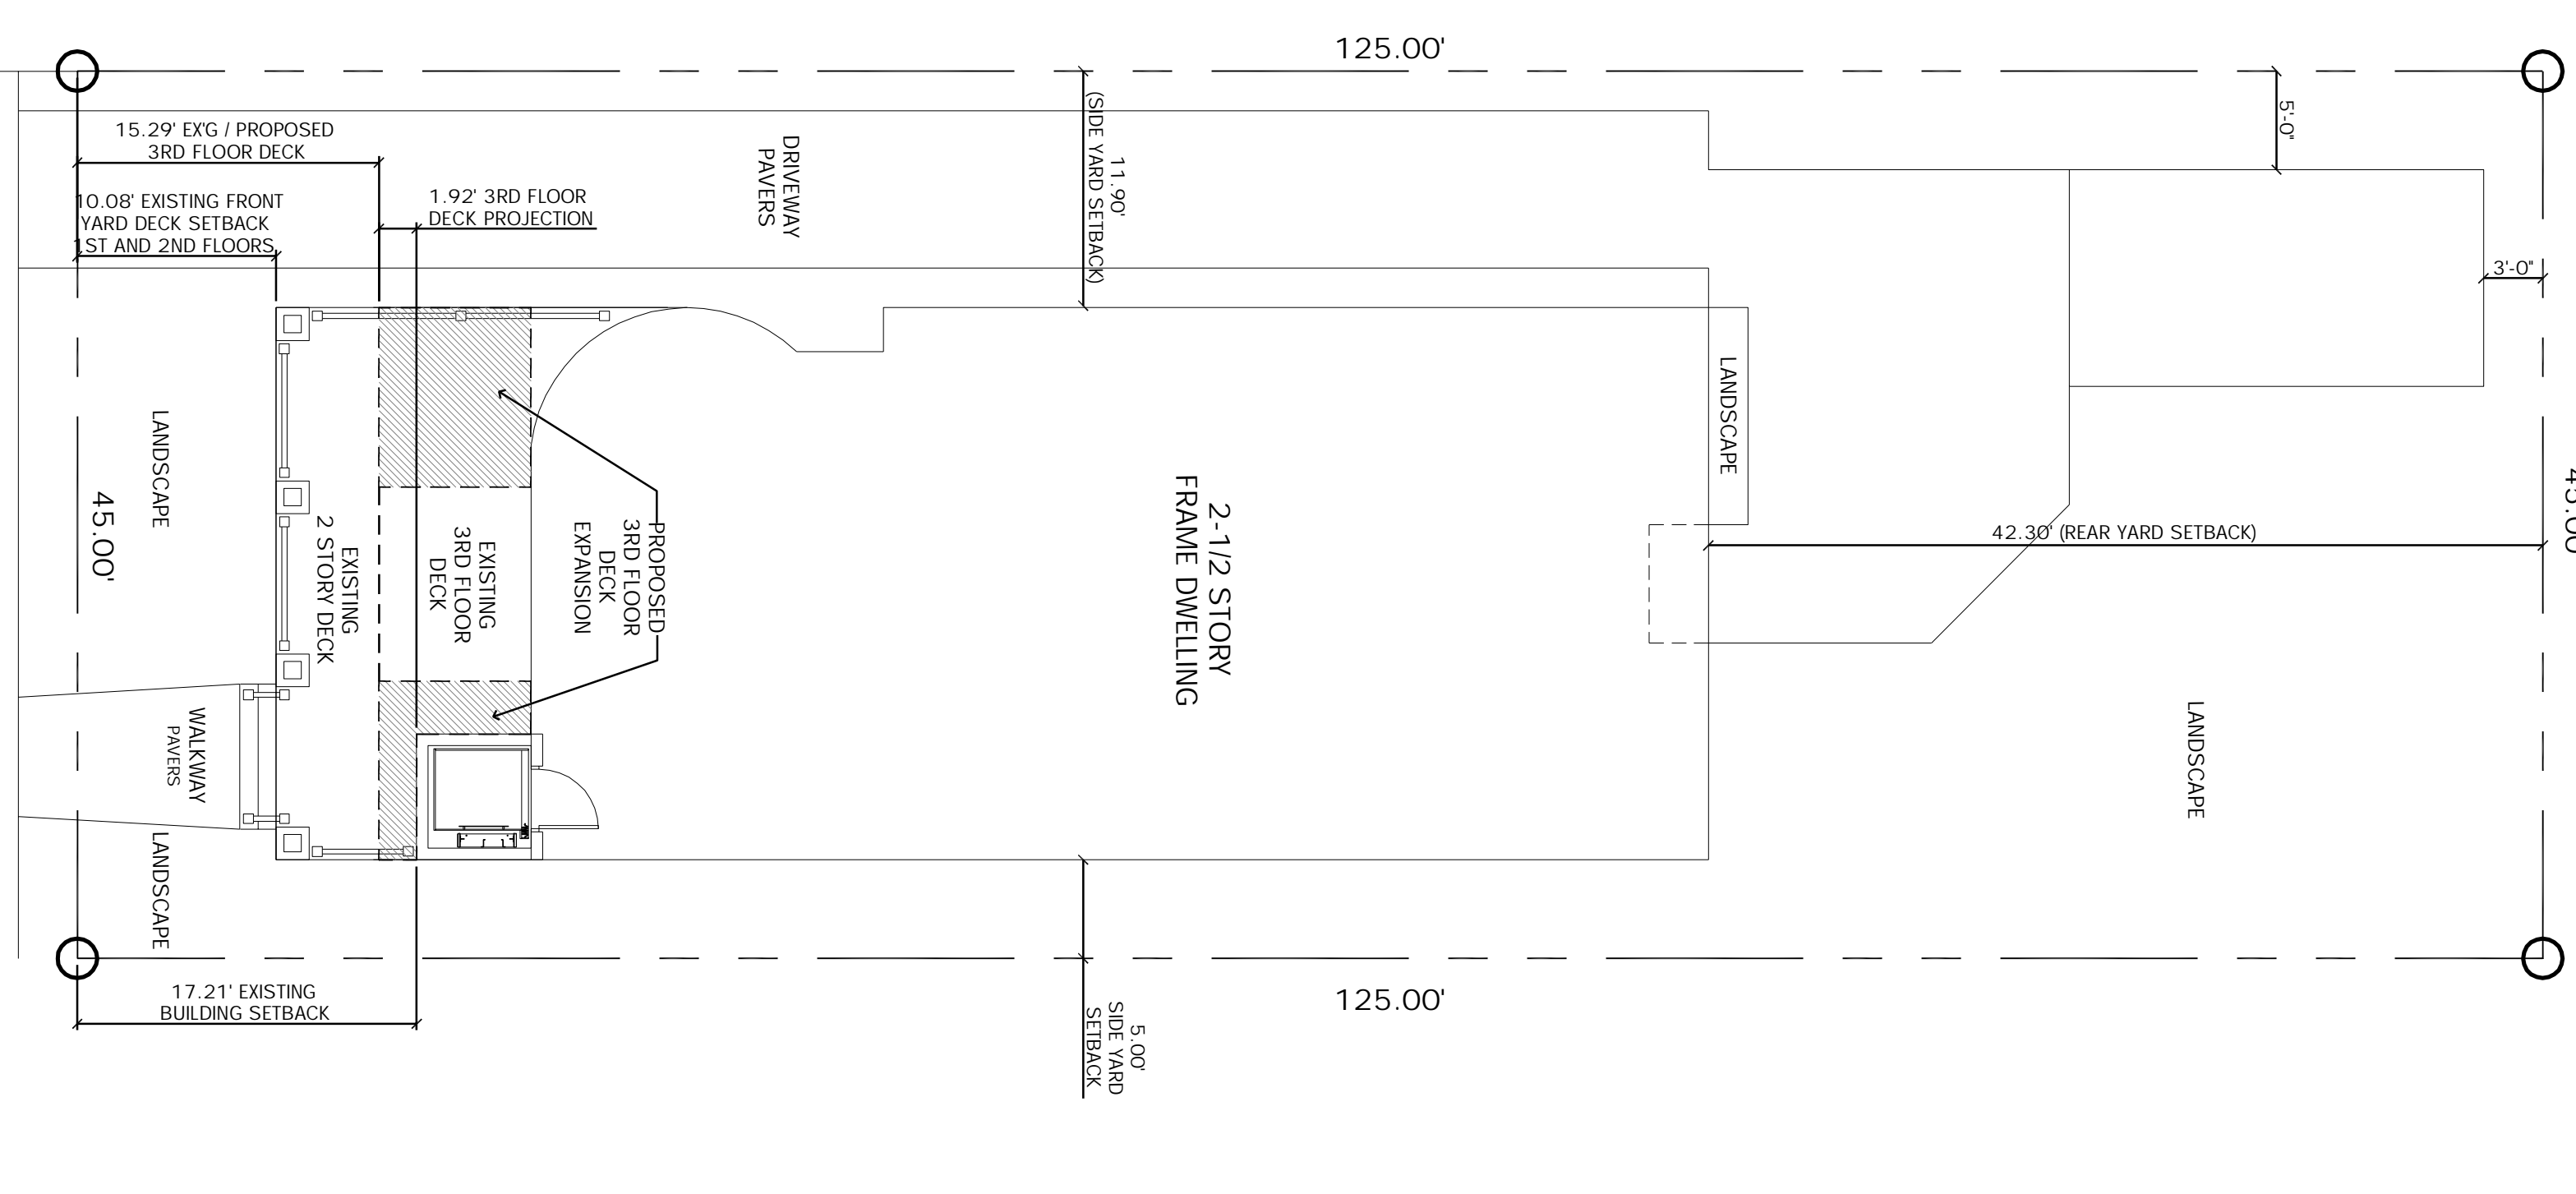 125.00'
15.29' EX'G / PROPOSED
3RD FLOOR DECK
10.08' EXISTING FRONT
YARD DECK SETBACK
1ST AND 2ND FLOORS
1.92' 3RD FLOOR
DECK PROJECTION
DRIVEWAY
PAVERS
11.90'
(SIDE YARD SETBACK)
5'-0"
3'-0"
LANDSCAPE
45.00'
EXISTING
2 STORY DECK
EXISTING
3RD FLOOR
DECK
PROPOSED
3RD FLOOR
DECK
EXPANSION
2-1/2 STORY
FRAME DWELLING
LANDSCAPE
42.30' (REAR YARD SETBACK)
45.00'
WALKWAY
PAVERS
LANDSCAPE
LANDSCAPE
17.21' EXISTING
BUILDING SETBACK
5.00'
SIDE YARD
SETBACK
125.00'